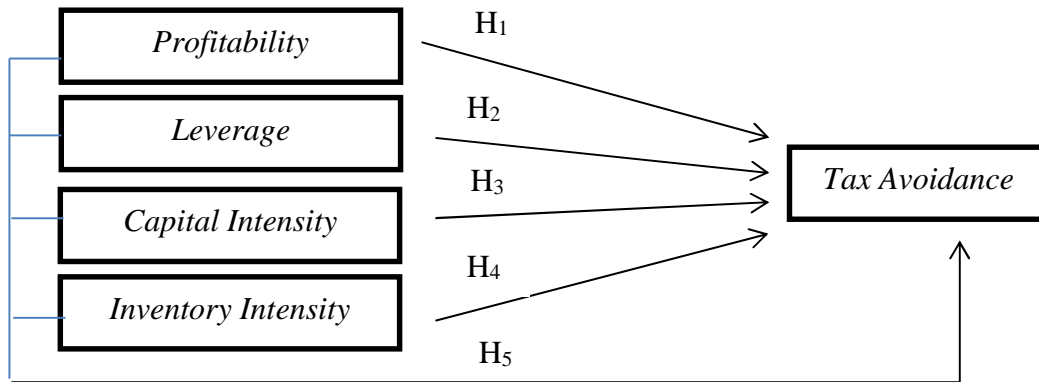 H₁
Profitability
H₂
Leverage
H₃
Tax Avoidance
Capital Intensity
H₄
Inventory Intensity
H₅